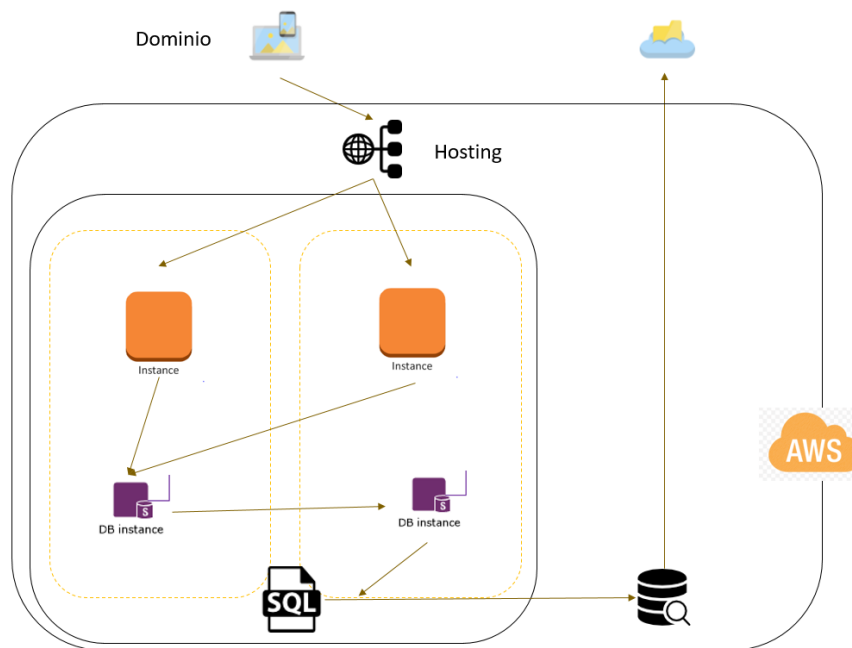 Dominio
Hosting
Instance
Instance
AWS
S
DB instance
S
DB instance
SQL